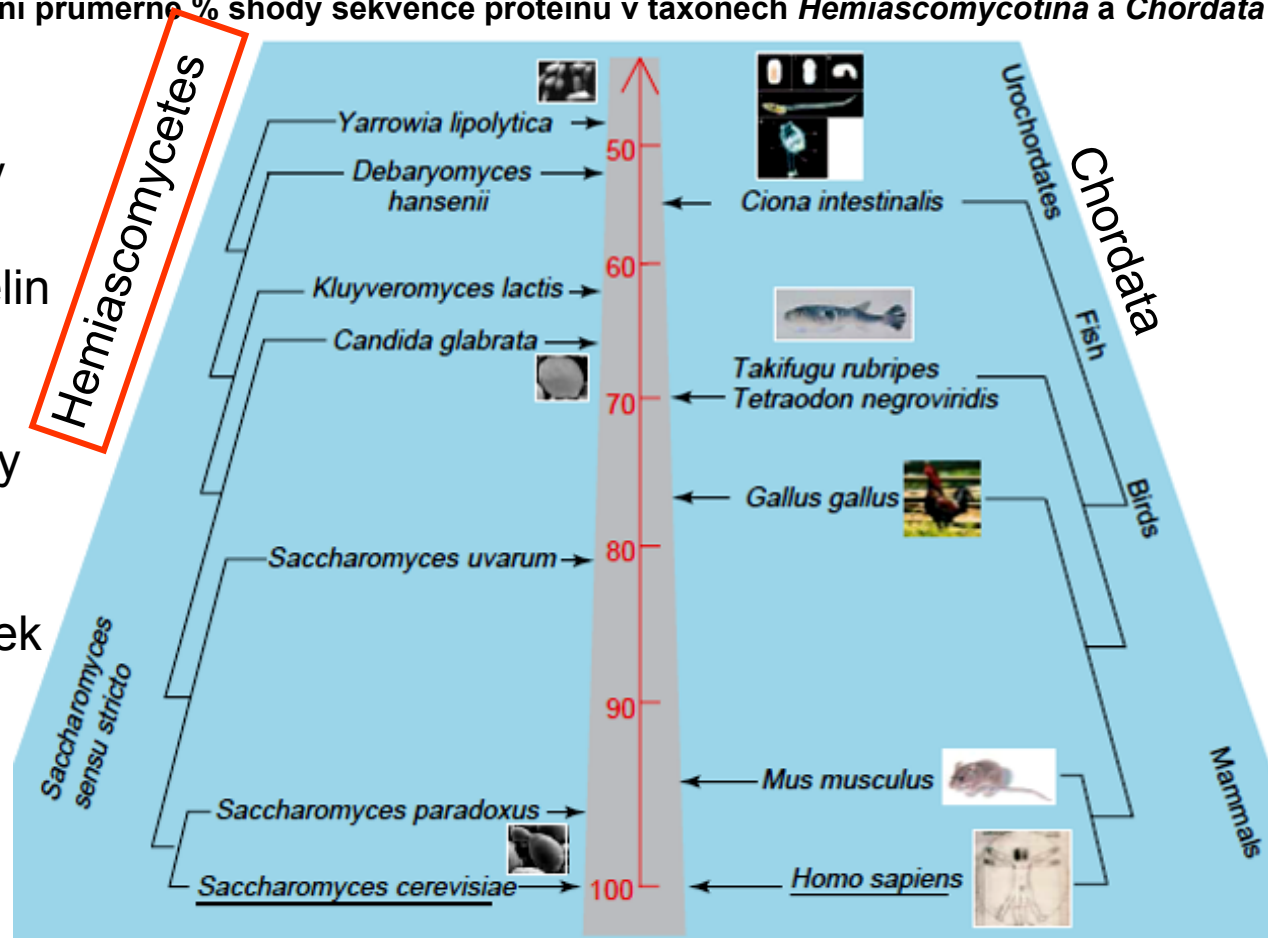 ní průměrné % shody sekvence proteinů v taxonech Hemiascomycotina a Chordata
Hemiascomycetes
Chordata
Urochordates
Fish
Birds
Mammals
Yarrowia lipolytica
Debaryomyces
hansenii
Kluyveromyces lactis
Candida glabrata
Saccharomyces uvarum
Saccharomyces
sensu stricto
Saccharomyces paradoxus
Saccharomyces cerevisiae
50
60
70
80
90
100
Ciona intestinalis
Takifugu rubripes
Tetraodon negroviridis
Gallus gallus
Mus musculus
Homo sapiens
elin
y
ek